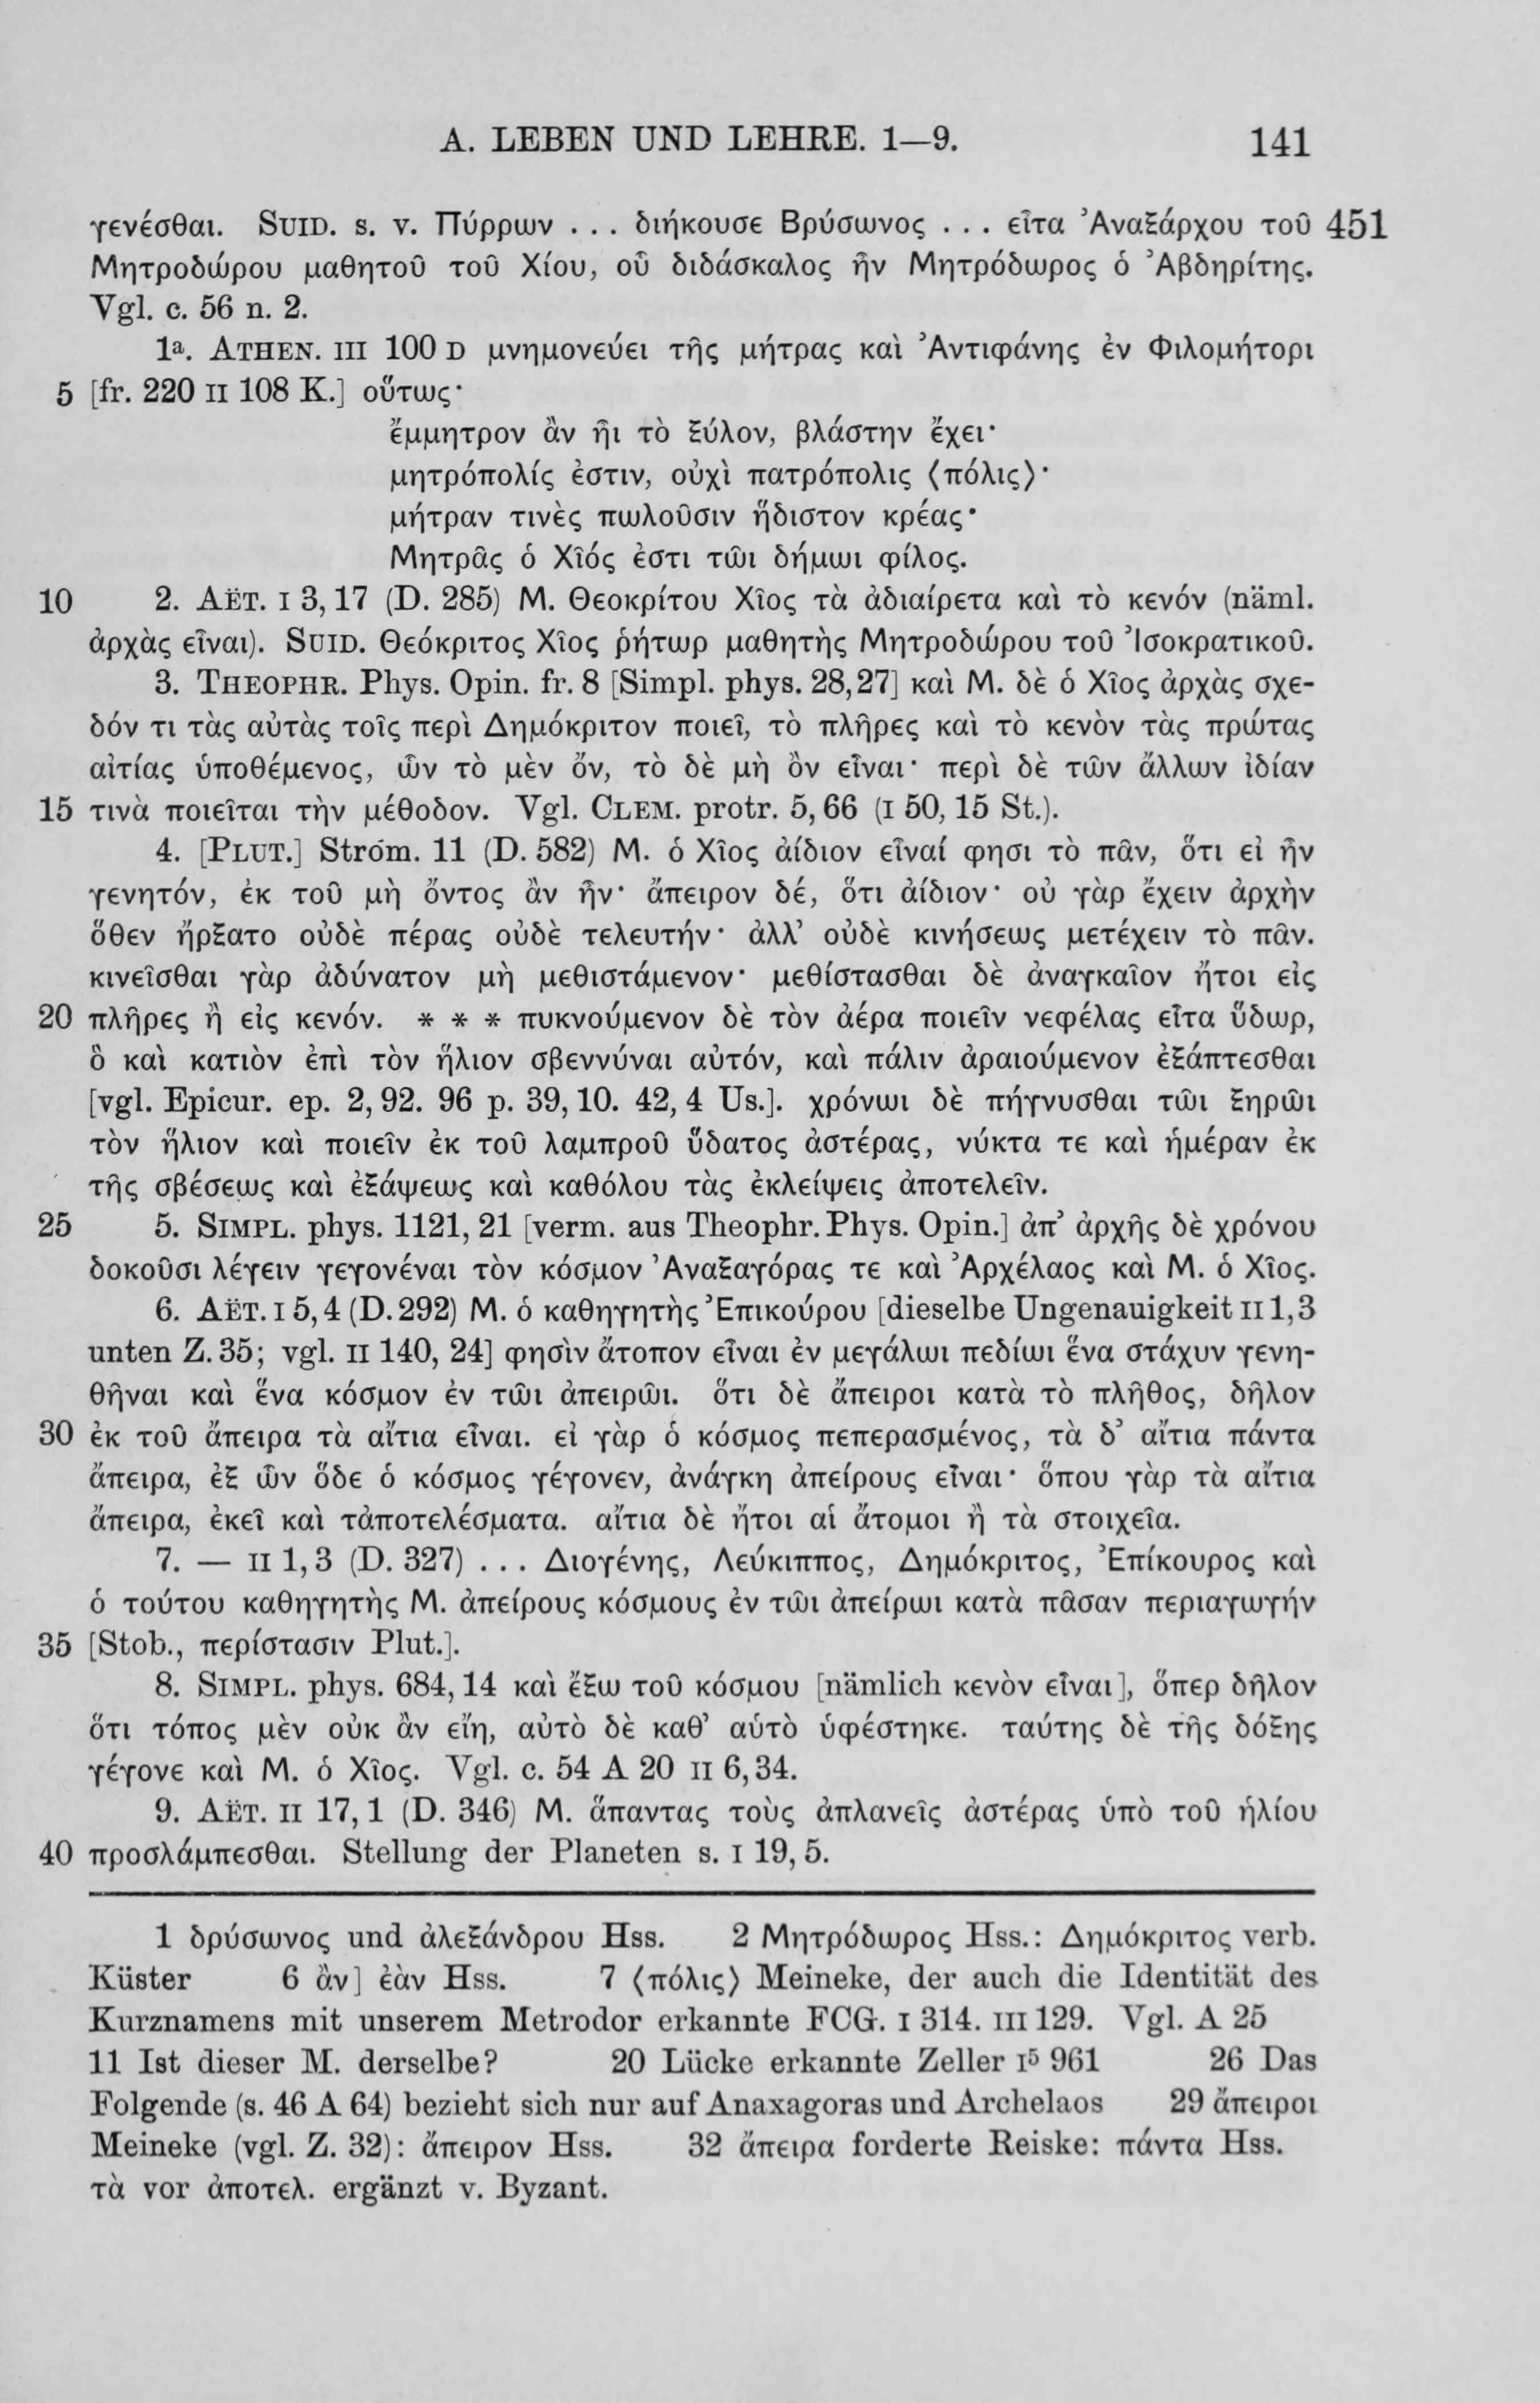 A. LEBEN UND LEHRE. 1—9. 141
γενέσθαι. SUID. s. v. Πύρρων . . . διήκουσε Βρύσωνος . . . εἶτα Ἀναξάρχου τοῦ 451
Μητροδώρου μαθητοῦ τοῦ Χίου, οὗ διδάσκαλος ἦν Μητρόδωρος ὁ Ἀβδηρίτης.
Vgl. c. 56 n. 2.
1ª. ATHEN. III 100 D μνημονεύει τῆς μήτρας καὶ Ἀντιφάνης ἐν Φιλομήτορι
5 [fr. 220 II 108 K.] οὕτως·
ἔμμητρον ἂν ἦι τὸ ξύλον, βλάστην ἔχει·
μητρόπολίς ἐστιν, οὐχὶ πατρόπολις ⟨πόλις⟩·
μήτραν τινὲς πωλοῦσιν ἥδιστον κρέας·
Μητρᾶς ὁ Χῖός ἐστι τῶι δήμωι φίλος.
10 2. AËT. I 3, 17 (D. 285) Μ. Θεοκρίτου Χῖος τὰ ἀδιαίρετα καὶ τὸ κενόν (näml.
ἀρχὰς εἶναι). SUID. Θεόκριτος Χῖος ῥήτωρ μαθητὴς Μητροδώρου τοῦ Ἰσοκρατικοῦ.
3. THEOPHR. Phys. Opin. fr. 8 [Simpl. phys. 28, 27] καὶ Μ. δὲ ὁ Χῖος ἀρχὰς σχε-
δόν τι τὰς αὐτὰς τοῖς περὶ Δημόκριτον ποιεῖ, τὸ πλῆρες καὶ τὸ κενὸν τὰς πρώτας
αἰτίας ὑποθέμενος, ὧν τὸ μὲν ὄν, τὸ δὲ μὴ ὂν εἶναι· περὶ δὲ τῶν ἄλλων ἰδίαν
15 τινὰ ποιεῖται τὴν μέθοδον. Vgl. CLEM. protr. 5, 66 (I 50, 15 St.).
4. [PLUT.] Strom. 11 (D. 582) Μ. ὁ Χῖος ἀίδιον εἶναί φησι τὸ πᾶν, ὅτι εἰ ἦν
γενητόν, ἐκ τοῦ μὴ ὄντος ἂν ἦν· ἄπειρον δέ, ὅτι ἀίδιον· οὐ γὰρ ἔχειν ἀρχὴν
ὅθεν ἤρξατο οὐδὲ πέρας οὐδὲ τελευτήν· ἀλλ' οὐδὲ κινήσεως μετέχειν τὸ πᾶν.
κινεῖσθαι γὰρ ἀδύνατον μὴ μεθιστάμενον· μεθίστασθαι δὲ ἀναγκαῖον ἤτοι εἰς
20 πλῆρες ἢ εἰς κενόν. * * * πυκνούμενον δὲ τὸν ἀέρα ποιεῖν νεφέλας εἶτα ὕδωρ,
ὃ καὶ κατιὸν ἐπὶ τὸν ἥλιον σβεννύναι αὐτόν, καὶ πάλιν ἀραιούμενον ἐξάπτεσθαι
[vgl. Epicur. ep. 2, 92. 96 p. 39, 10. 42, 4 Us.]. χρόνωι δὲ πήγνυσθαι τῶι ξηρῶι
τὸν ἥλιον καὶ ποιεῖν ἐκ τοῦ λαμπροῦ ὕδατος ἀστέρας, νύκτα τε καὶ ἡμέραν ἐκ
τῆς σβέσεως καὶ ἐξάψεως καὶ καθόλου τὰς ἐκλείψεις ἀποτελεῖν.
25 5. SIMPL. phys. 1121, 21 [verm. aus Theophr. Phys. Opin.] ἀπ' ἀρχῆς δὲ χρόνου
δοκοῦσι λέγειν γεγονέναι τὸν κόσμον Ἀναξαγόρας τε καὶ Ἀρχέλαος καὶ Μ. ὁ Χῖος.
6. AËT. I 5, 4 (D. 292) Μ. ὁ καθηγητὴς Ἐπικούρου [dieselbe Ungenauigkeit II 1, 3
unten Z. 35; vgl. II 140, 24] φησὶν ἄτοπον εἶναι ἐν μεγάλωι πεδίωι ἕνα στάχυν γενη-
θῆναι καὶ ἕνα κόσμον ἐν τῶι ἀπειρῶι. ὅτι δὲ ἄπειροι κατὰ τὸ πλῆθος, δῆλον
30 ἐκ τοῦ ἄπειρα τὰ αἴτια εἶναι. εἰ γὰρ ὁ κόσμος πεπερασμένος, τὰ δ' αἴτια πάντα
ἄπειρα, ἐξ ὧν ὅδε ὁ κόσμος γέγονεν, ἀνάγκη ἀπείρους εἶναι· ὅπου γὰρ τὰ αἴτια
ἄπειρα, ἐκεῖ καὶ τἀποτελέσματα. αἴτια δὲ ἤτοι αἱ ἄτομοι ἢ τὰ στοιχεῖα.
7. — II 1, 3 (D. 327) . . . Διογένης, Λεύκιππος, Δημόκριτος, Ἐπίκουρος καὶ
ὁ τούτου καθηγητὴς Μ. ἀπείρους κόσμους ἐν τῶι ἀπείρωι κατὰ πᾶσαν περιαγωγήν
35 [Stob., περίστασιν Plut.].
8. SIMPL. phys. 684, 14 καὶ ἔξω τοῦ κόσμου [nämlich κενὸν εἶναι], ὅπερ δῆλον
ὅτι τόπος μὲν οὐκ ἂν εἴη, αὐτὸ δὲ καθ' αὑτὸ ὑφέστηκε. ταύτης δὲ τῆς δόξης
γέγονε καὶ Μ. ὁ Χῖος. Vgl. c. 54 A 20 II 6, 34.
9. AËT. II 17, 1 (D. 346) Μ. ἅπαντας τοὺς ἀπλανεῖς ἀστέρας ὑπὸ τοῦ ἡλίου
40 προσλάμπεσθαι. Stellung der Planeten s. I 19, 5.
1 δρύσωνος und ἀλεξάνδρου Hss. 2 Μητρόδωρος Hss.: Δημόκριτος verb.
Küster 6 ἂν] ἐὰν Hss. 7 ⟨πόλις⟩ Meineke, der auch die Identität des
Kurznamens mit unserem Metrodor erkannte FCG. I 314. III 129. Vgl. A 25
11 Ist dieser M. derselbe? 20 Lücke erkannte Zeller I⁵ 961 26 Das
Folgende (s. 46 A 64) bezieht sich nur auf Anaxagoras und Archelaos 29 ἄπειροι
Meineke (vgl. Z. 32): ἄπειρον Hss. 32 ἄπειρα forderte Reiske: πάντα Hss.
τὰ vor ἀποτελ. ergänzt v. Byzant.